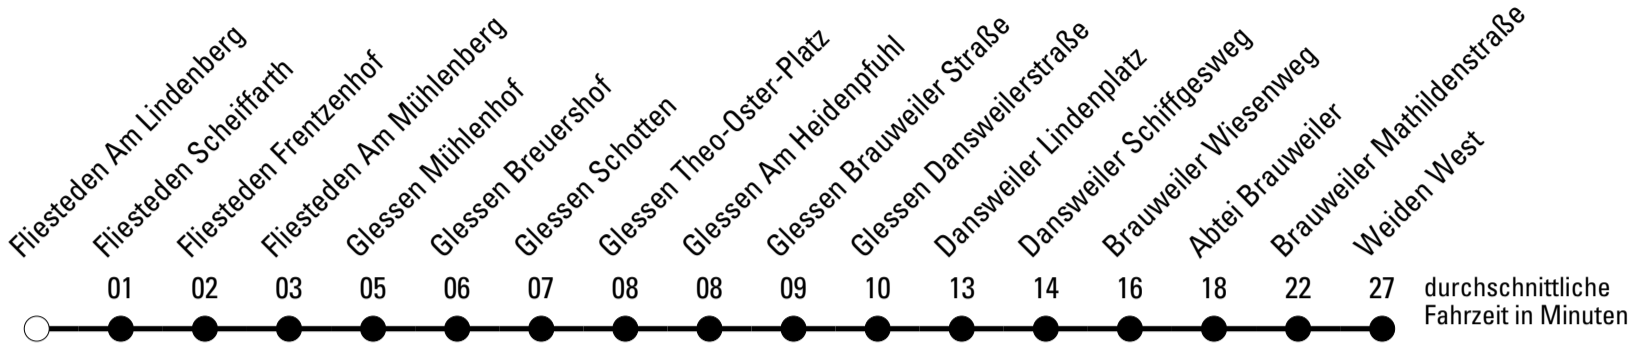 Fliesteden Am Lindenberg
Fliesteden Scheiffarth
Fliesteden Frentzenhof
Fliesteden Am Mühlenberg
Glessen Mühlenhof
Glessen Breuershof
Glessen Schotten
Glessen Theo-Oster-Platz
Glessen Am Heidenpfuhl
Glessen Brauweiler Straße
Glessen Dansweilerstraße
Dansweiler Lindenplatz
Dansweiler Schiffgesweg
Brauweiler Wiesenweg
Abtei Brauweiler
Brauweiler Mathildenstraße
Weiden West
01 02 03 05 06 07 08 08 09 10 13 14 16 18 22 27 durchschnittliche
Fahrzeit in Minuten